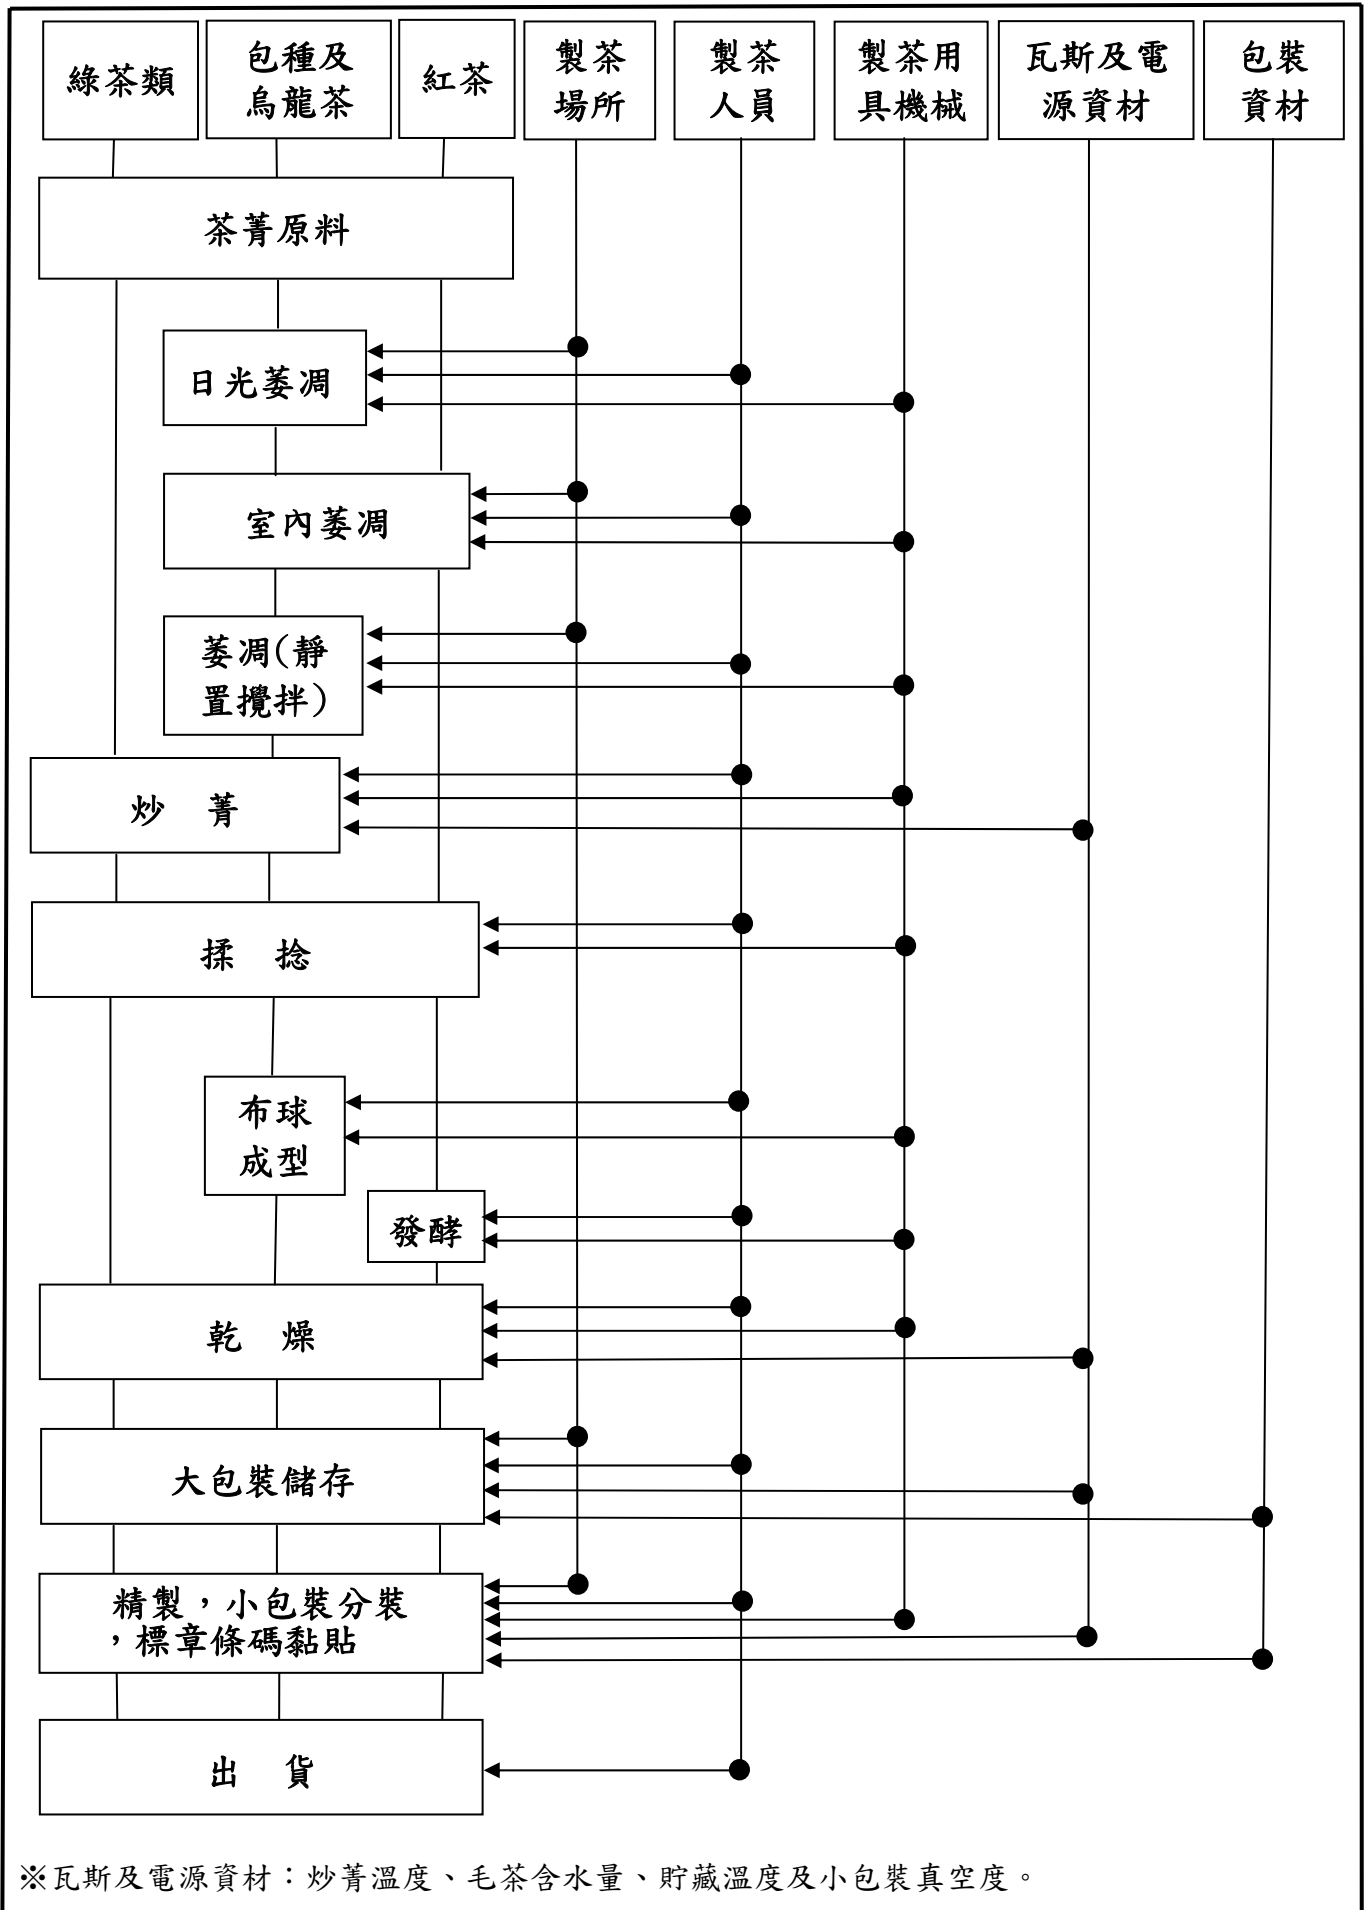 綠茶類
包種及
烏龍茶
紅茶
製茶
場所
製茶
人員
製茶用
具機械
瓦斯及電
源資材
包裝
資材
茶菁原料
日光萎凋
室內萎凋
萎凋(靜
置攪拌)
炒 菁
揉 捻
布球
成型
發酵
乾 燥
大包裝儲存
精製，小包裝分裝
，標章條碼黏貼
出 貨
※瓦斯及電源資材：炒菁溫度、毛茶含水量、貯藏溫度及小包裝真空度。